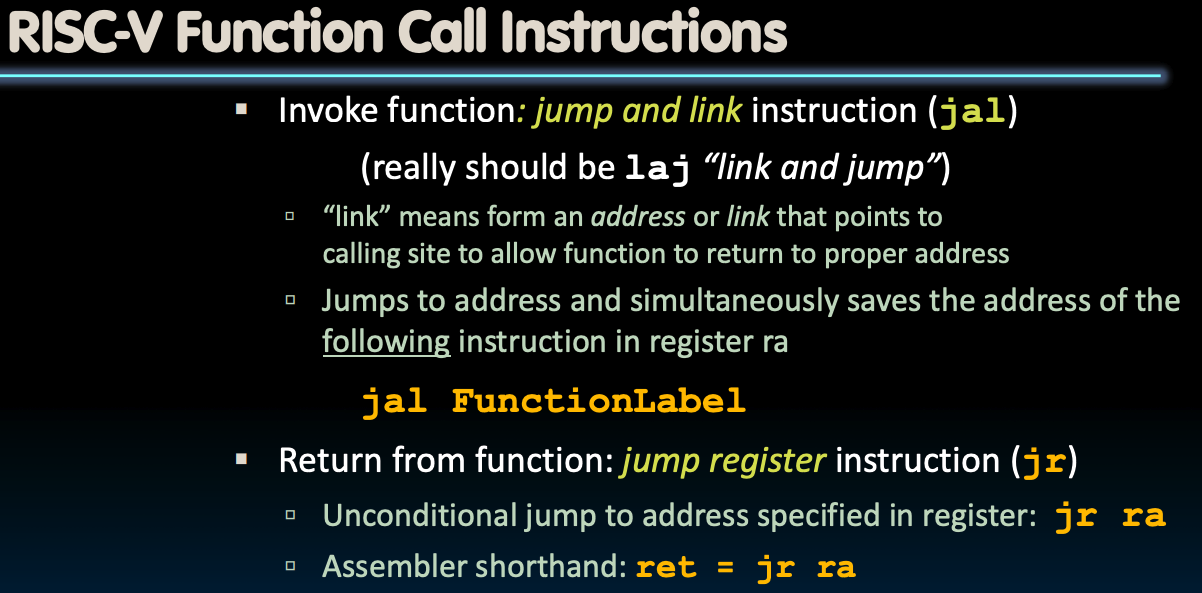 RISC-V Function Call Instructions
▪ Invoke function: jump and link instruction (jal)
(really should be laj “link and jump”)
▫ “link” means form an address or link that points to
calling site to allow function to return to proper address
▫ Jumps to address and simultaneously saves the address of the
following instruction in register ra
jal FunctionLabel
▪ Return from function: jump register instruction (jr)
▫ Unconditional jump to address specified in register: jr ra
▫ Assembler shorthand: ret = jr ra